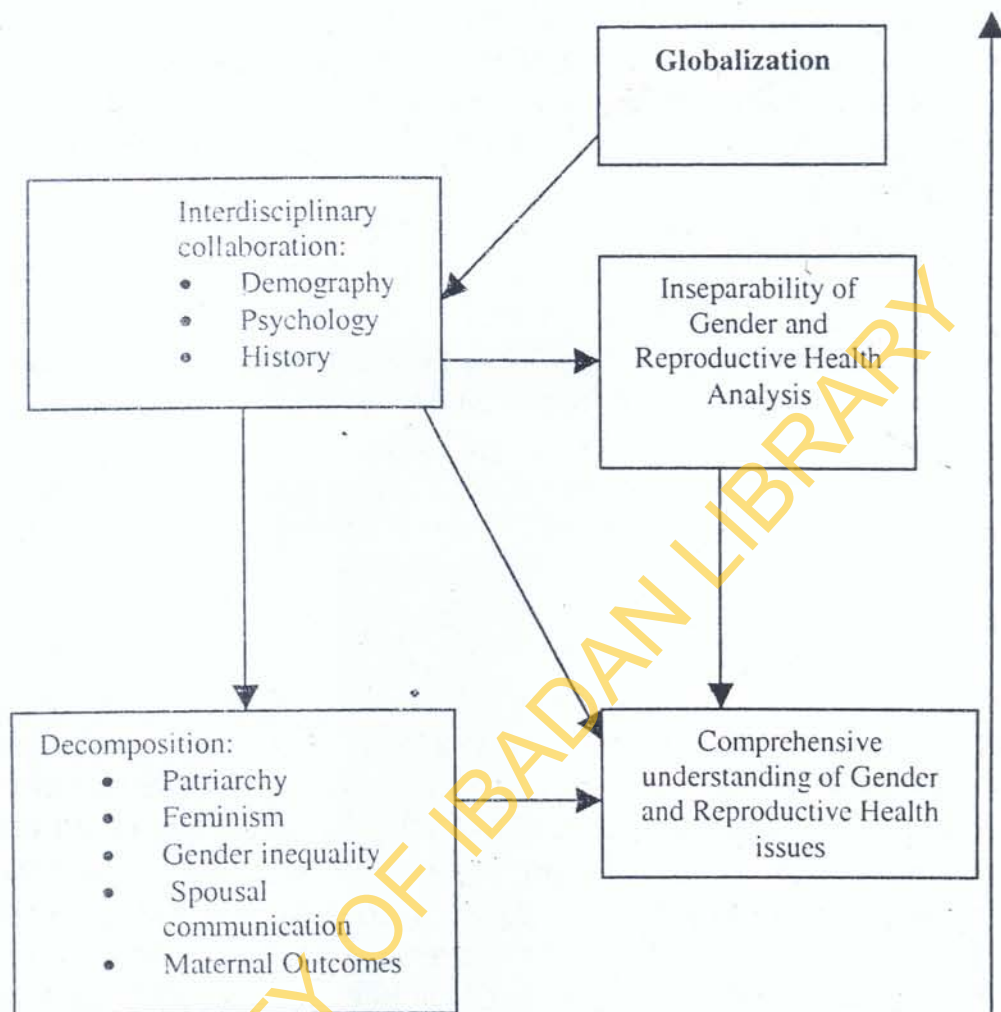 Globalization
Interdisciplinary
collaboration:
• Demography
• Psychology
• History
Inseparability of
Gender and
Reproductive Health
Analysis
Decomposition:
• Patriarchy
• Feminism
• Gender inequality
• Spousal
communication
• Maternal Outcomes
Comprehensive
understanding of Gender
and Reproductive Health
issues
OF IBADAN LIBRARY